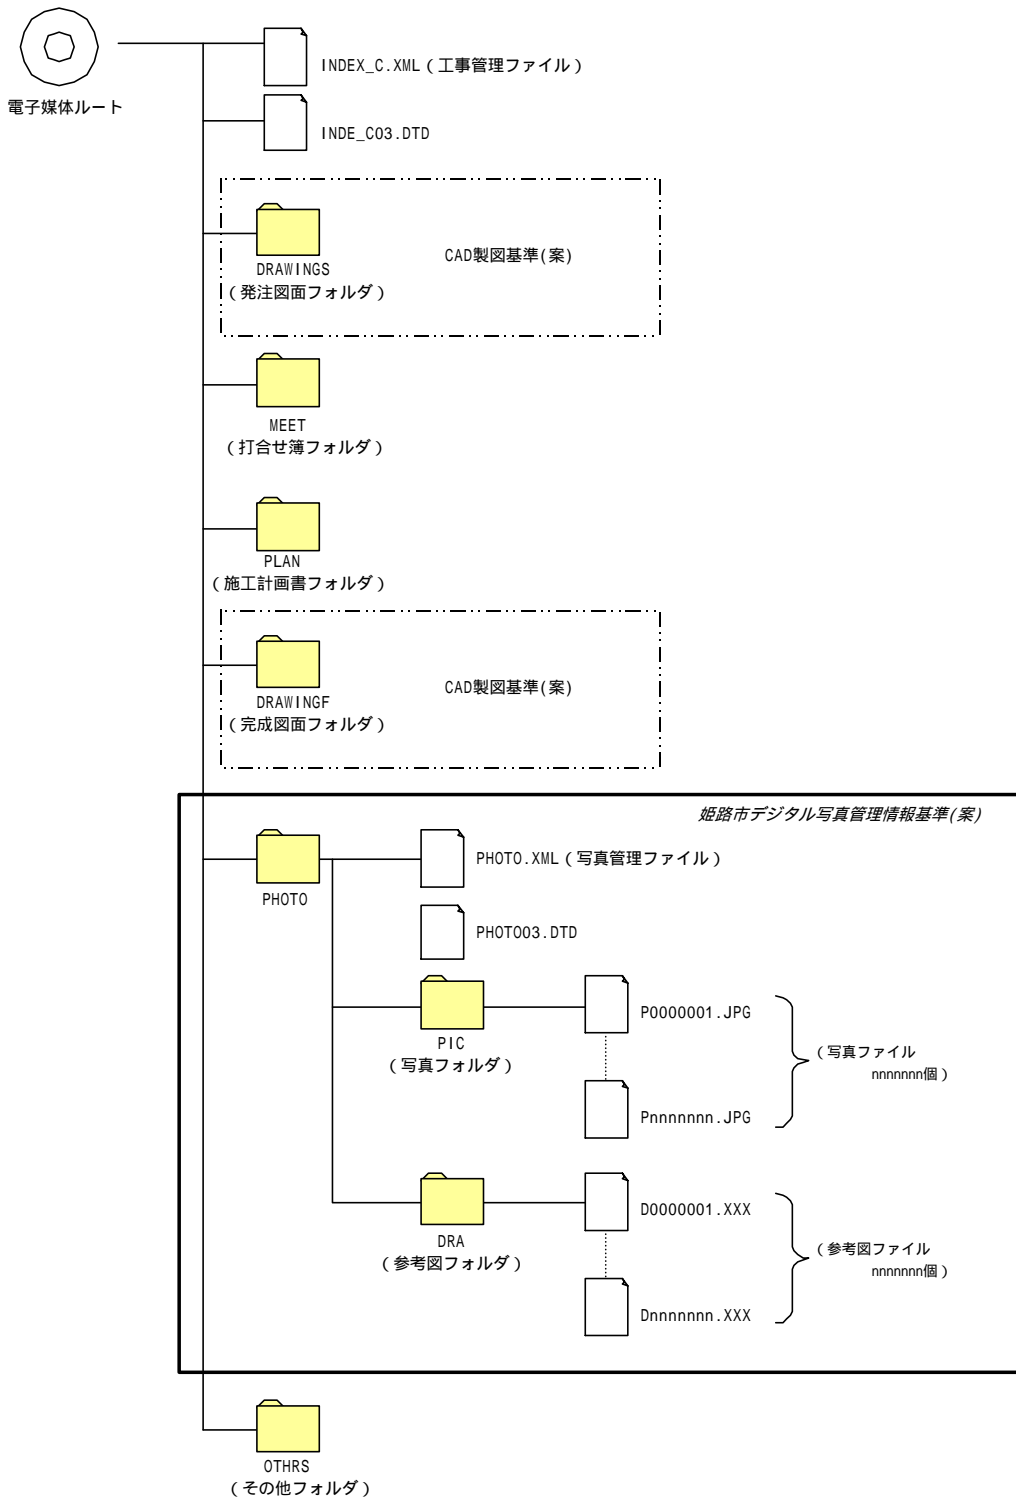 INDEX_C.XML（工事管理ファイル）
電子媒体ルート
INDE_C03.DTD
DRAWINGS
（発注図面フォルダ）
CAD製図基準(案)
MEET
（打合せ簿フォルダ）
PLAN
（施工計画書フォルダ）
DRAWINGF
（完成図面フォルダ）
CAD製図基準(案)
姫路市デジタル写真管理情報基準(案)
PHOTO
PHOTO.XML（写真管理ファイル）
PHOTO03.DTD
PIC
（写真フォルダ）
P0000001.JPG
Pnnnnnnn.JPG
（写真ファイル
nnnnnnn個）
DRA
（参考図フォルダ）
D0000001.XXX
Dnnnnnnn.XXX
（参考図ファイル
nnnnnnn個）
OTHRS
（その他フォルダ）